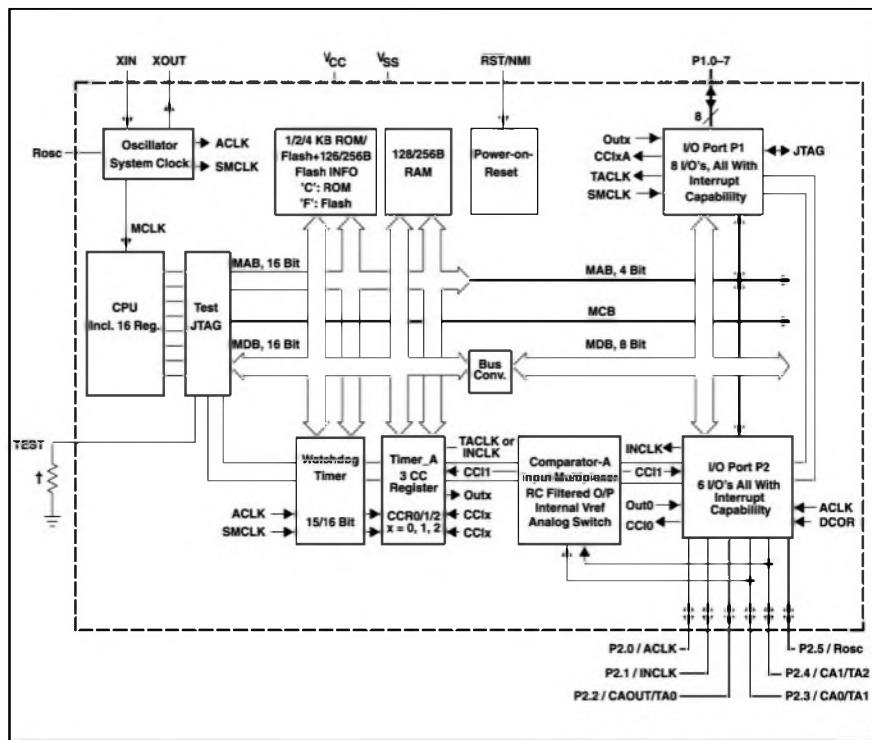 XIN XOUT VCC VSS RST/NMI P1.0–7
Rosc
Oscillator
System Clock
ACLK
SMCLK
1/2/4 KB ROM/
Flash+126/256B
Flash INFO
'C': ROM
'F': Flash
128/256B
RAM
Power-on-
Reset
8
Outx
CCIxA
TACLK
SMCLK
I/O Port P1
8 I/O's, All With
Interrupt
Capabililty
JTAG
MCLK
CPU
Incl. 16 Reg.
Test
JTAG
MAB, 16 Bit
MAB, 4 Bit
MCB
MDB, 16 Bit
MDB, 8 Bit
Bus
Conv.
TEST
†
Watchdog
Timer
15/16 Bit
ACLK
SMCLK
Timer_A
3 CC
Register
CCR0/1/2
x = 0, 1, 2
TACLK or
INCLK
CCI1
Outx
CCIx
CCIx
Comparator-A
Input Multiplexer
RC Filtered O/P
Internal Vref
Analog Switch
INCLK
CCI1
Out0
CCI0
I/O Port P2
6 I/O's All With
Interrupt
Capabililty
ACLK
DCOR
P2.0 / ACLK
P2.1 / INCLK
P2.2 / CAOUT/TA0
P2.5 / Rosc
P2.4 / CA1/TA2
P2.3 / CA0/TA1